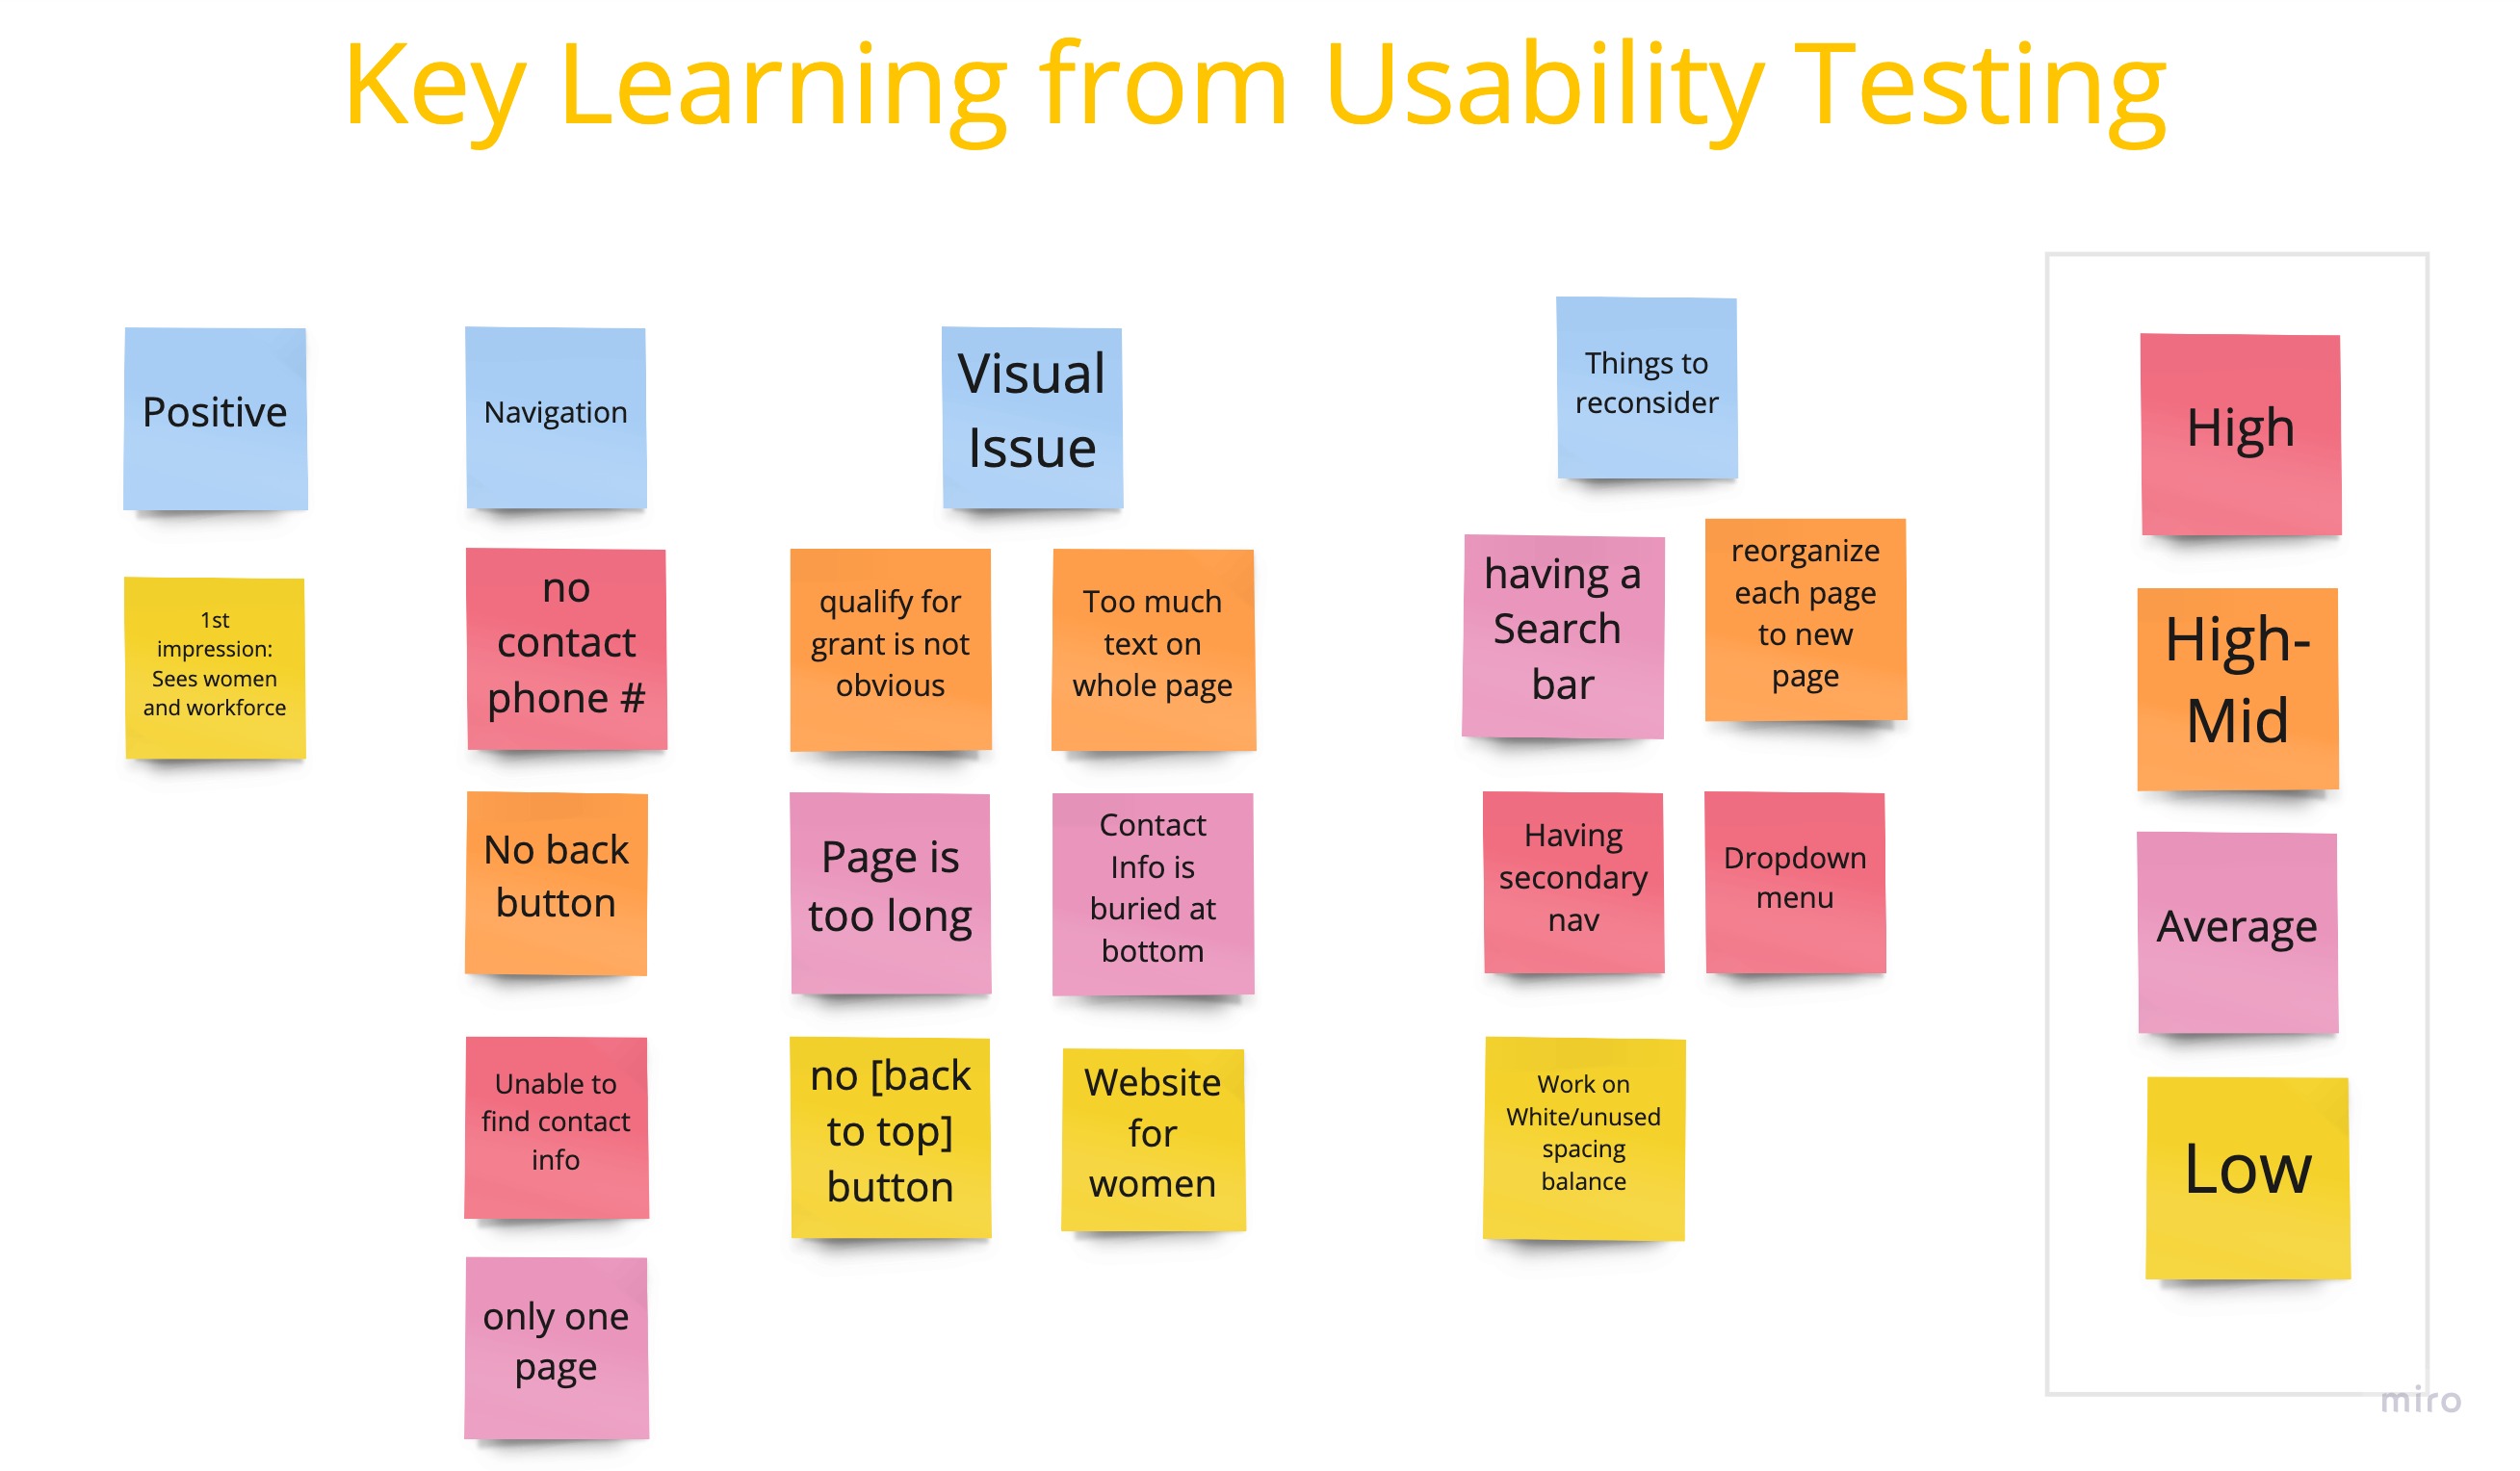 Key Learning from Usability Testing
Positive
1st
impression:
Sees women
and workforce
Navigation
no
contact
phone #
No back
button
Unable to
find contact
info
only one
page
Visual
Issue
qualify for
grant is not
obvious
Too much
text on
whole page
Page is
too long
Contact
Info is
buried at
bottom
no [back
to top]
button
Website
for
women
Things to
reconsider
having a
Search
bar
reorganize
each page
to new
page
Having
secondary
nav
Dropdown
menu
Work on
White/unused
spacing
balance
High
High-
Mid
Average
Low
miro